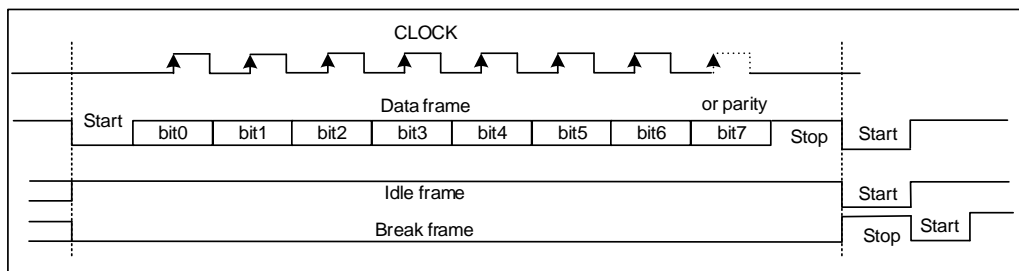 CLOCK
Data frame
or parity
Start bit0 bit1 bit2 bit3 bit4 bit5 bit6 bit7 Stop Start
Idle frame Start
Break frame Stop Start